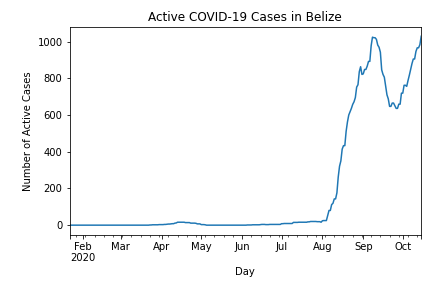 Active COVID-19 Cases in Belize
Number of Active Cases
1000
800
600
400
200
0
Feb Mar Apr May Jun Jul Aug Sep Oct
2020
Day